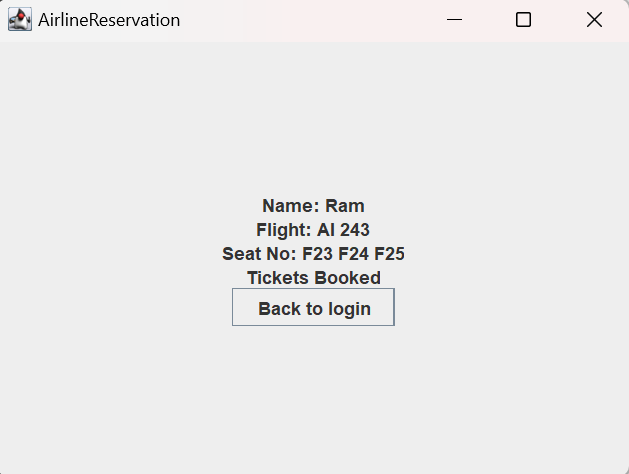 AirlineReservation
Name: Ram
Flight: AI 243
Seat No: F23 F24 F25
Tickets Booked
Back to login